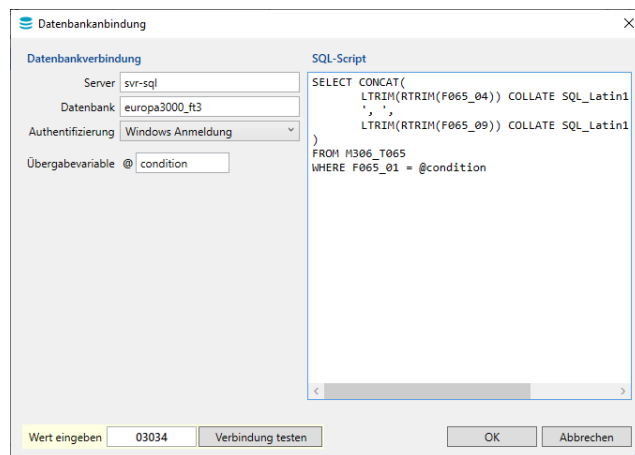 Datenbankanbindung
Datenbankverbindung
Server svr-sql
Datenbank europa3000_ft3
Authentifizierung Windows Anmeldung
Übergabevariable @ condition
SQL-Script
SELECT CONCAT(
LTRIM(RTRIM(F065_04)) COLLATE SQL_Latin1
', ',
LTRIM(RTRIM(F065_09)) COLLATE SQL_Latin1
)
FROM M306_T065
WHERE F065_01 = @condition
Wert eingeben 03034 Verbindung testen OK Abbrechen